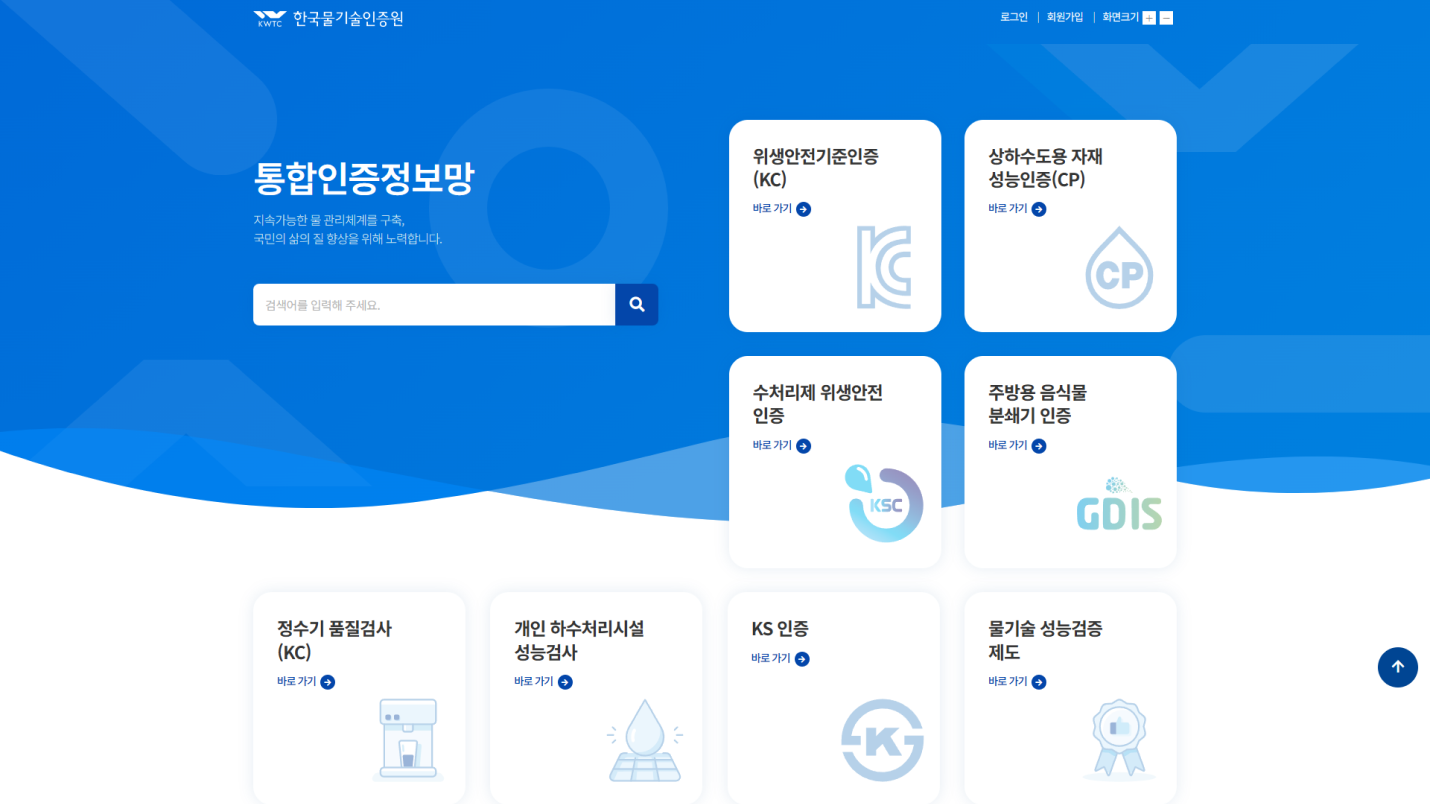 KWTC 한국물기술인증원
로그인 | 회원가입 | 화면크기 + −
통합인증정보망
지속가능한 물 관리체계를 구축,
국민의 삶의 질 향상을 위해 노력합니다.
검색어를 입력해 주세요.
위생안전기준인증
(KC)
바로 가기
상하수도용 자재
성능인증(CP)
바로 가기
CP
수처리제 위생안전
인증
바로 가기
KSC
주방용 음식물
분쇄기 인증
바로 가기
GDIS
정수기 품질검사
(KC)
바로 가기
개인 하수처리시설
성능검사
바로 가기
KS 인증
바로 가기
K
물기술 성능검증
제도
바로 가기